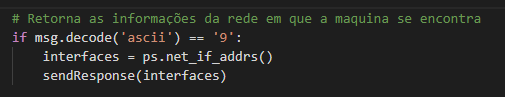 # Retorna as informações da rede em que a maquina se encontra
if msg.decode('ascii') == '9':
    interfaces = ps.net_if_addrs()
    sendResponse(interfaces)